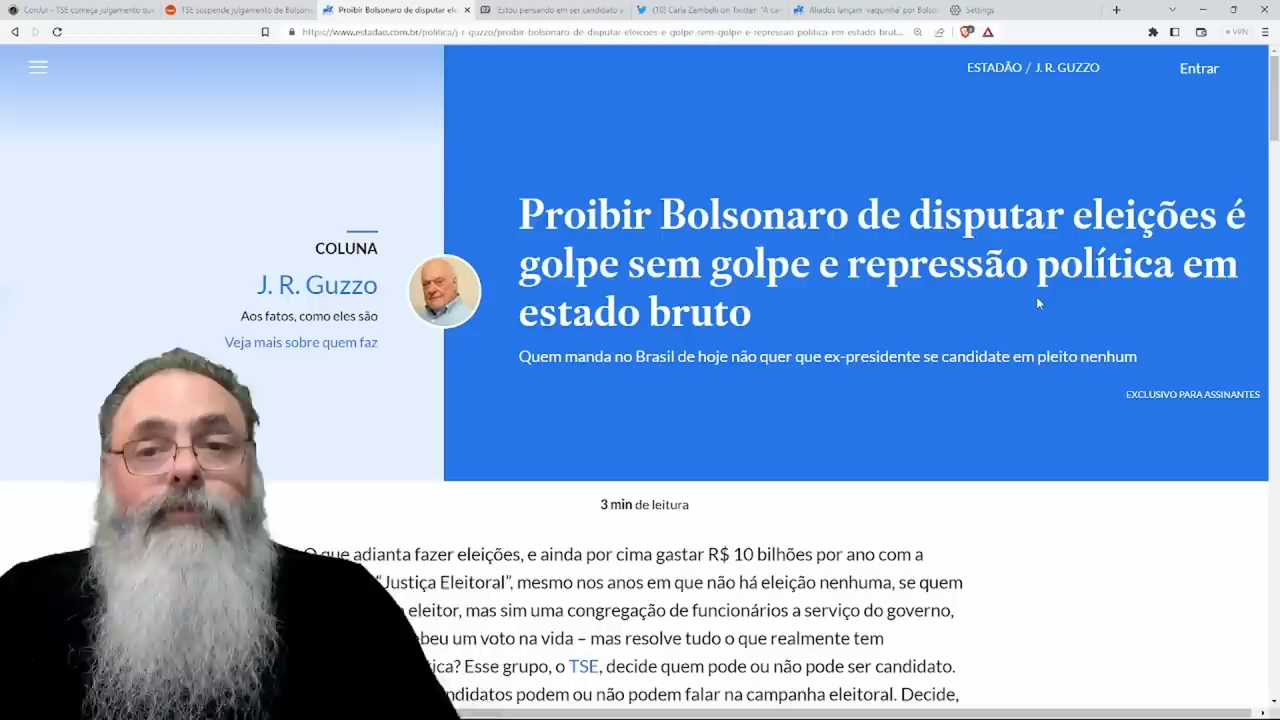 ConJur - TSE começa julgamento que
TSE suspende julgamento de Bolsona
Proibir Bolsonaro de disputar ele
"Estou pensando em ser candidato a
(10) Carla Zambelli on Twitter: "A cam
Aliados lançam 'vaquinha' por Bolson
Settings
https://www.estadao.com.br/politica/j-r-guzzo/proibir-bolsonaro-de-disputar-eleicoes-e-golpe-sem-golpe-e-repressao-politica-em-estado-brut...
VPN
ESTADÃO / J. R. GUZZO
Entrar
COLUNA
J. R. Guzzo
Aos fatos, como eles são
Veja mais sobre quem faz
Proibir Bolsonaro de disputar eleições é
golpe sem golpe e repressão política em
estado bruto
Quem manda no Brasil de hoje não quer que ex-presidente se candidate em pleito nenhum
EXCLUSIVO PARA ASSINANTES
3 min de leitura
O que adianta fazer eleições, e ainda por cima gastar R$ 10 bilhões por ano com a
"Justiça Eleitoral", mesmo nos anos em que não há eleição nenhuma, se quem
eleitor, mas sim uma congregação de funcionários a serviço do governo,
beu um voto na vida – mas resolve tudo o que realmente tem
tica? Esse grupo, o TSE, decide quem pode ou não pode ser candidato.
ndidatos podem ou não podem falar na campanha eleitoral. Decide,